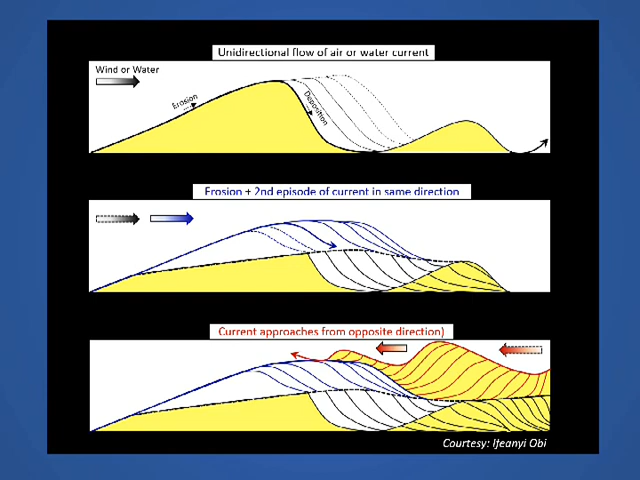 Unidirectional flow of air or water current
Wind or Water
Erosion
Deposition
Erosion + 2nd episode of current in same direction
Current approaches from opposite direction)
Courtesy: Ifeanyi Obi